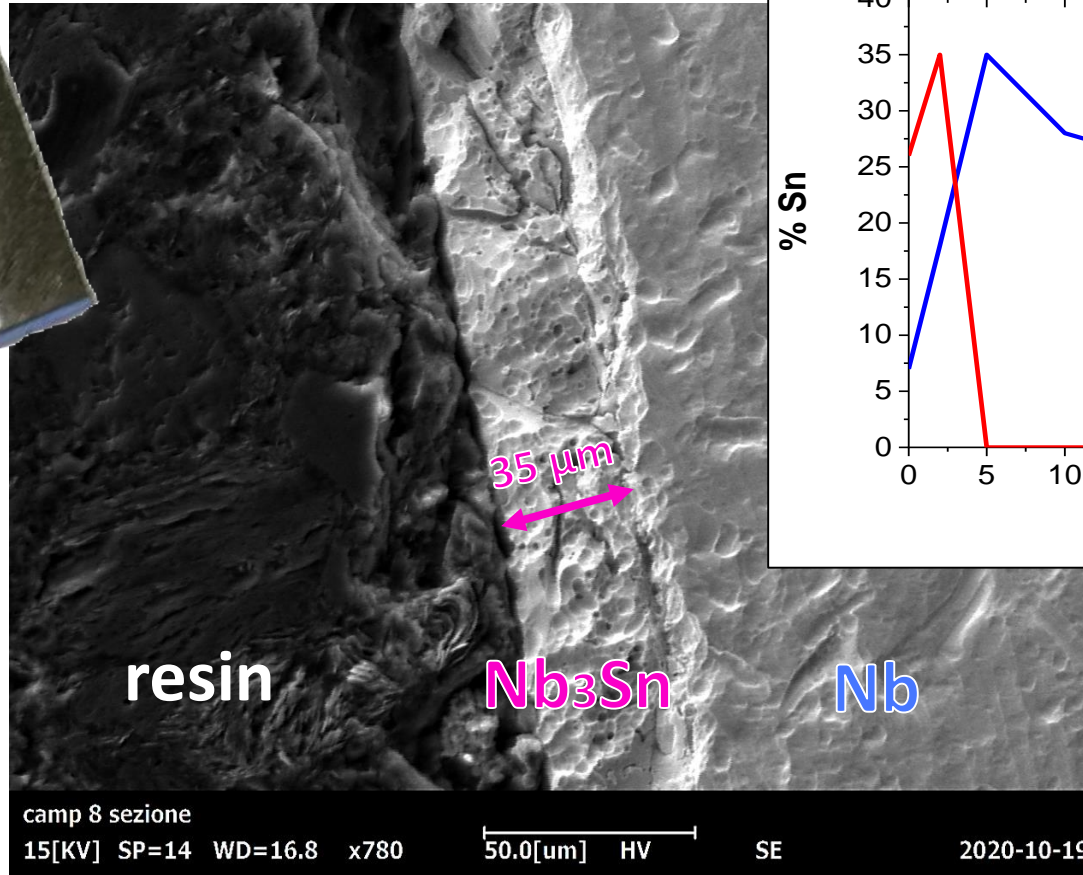 40
35
30
25
20
15
10
5
0
% Sn
0 5 10
35 μm
resin
Nb3Sn
Nb
camp 8 sezione
15[KV] SP=14 WD=16.8 x780 50.0[um] HV SE 2020-10-19